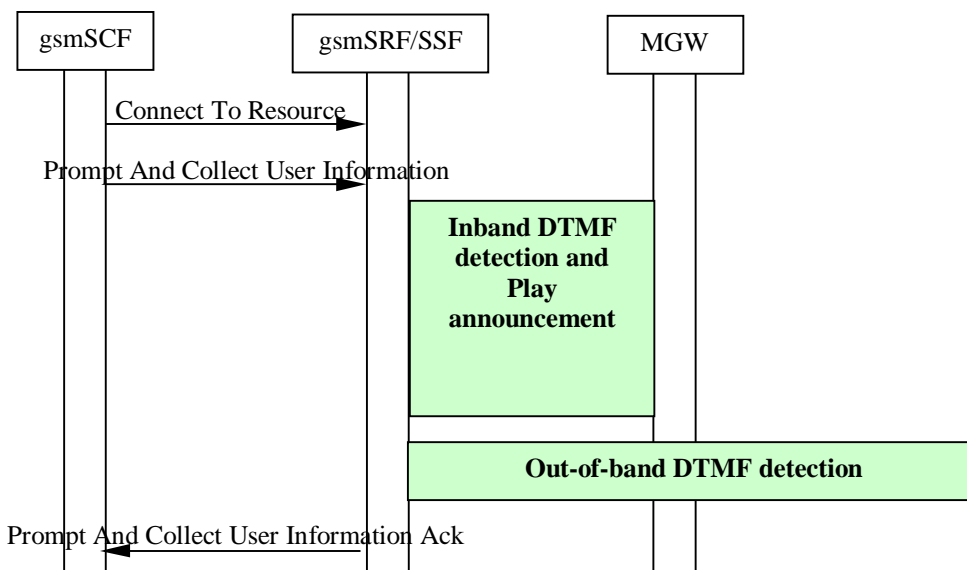 gsmSCF
gsmSRF/SSF
MGW
Connect To Resource
Prompt And Collect User Information
Inband DTMF
detection and
Play
announcement
Out-of-band DTMF detection
Prompt And Collect User Information Ack